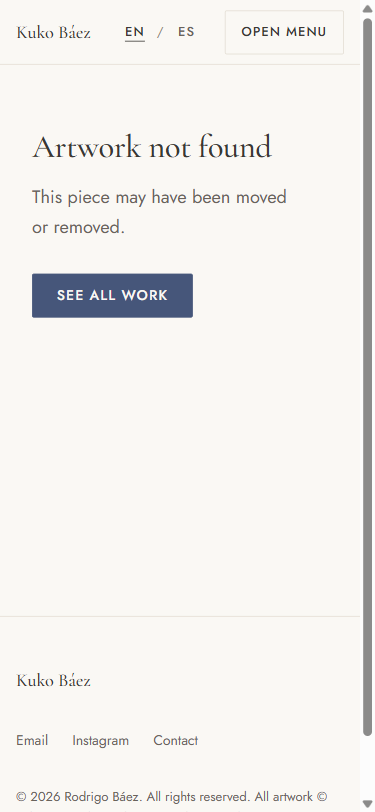 Kuko Báez
EN / ES
OPEN MENU
Artwork not found
This piece may have been moved
or removed.
SEE ALL WORK
Kuko Báez
Email Instagram Contact
© 2026 Rodrigo Báez. All rights reserved. All artwork ©